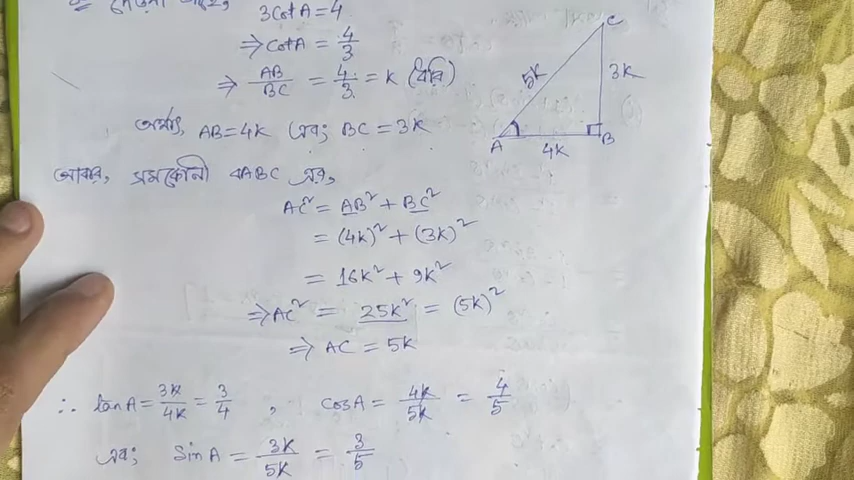 3CotA = 4
⇒ CotA = 4/3
⇒ AB/BC = 4/3 = K (ধরি)
অর্থাৎ, AB = 4K এবং BC = 3K
আবার, সমকোনী ∆ABC এর,
AC² = AB² + BC²
= (4K)² + (3K)²
= 16K² + 9K²
⇒ AC² = 25K² = (5K)²
⇒ AC = 5K
∴ tanA = 3K/4K = 3/4 , cosA = 4K/5K = 4/5
এবং SinA = 3K/5K = 3/5
C
5K 3K
A 4K B